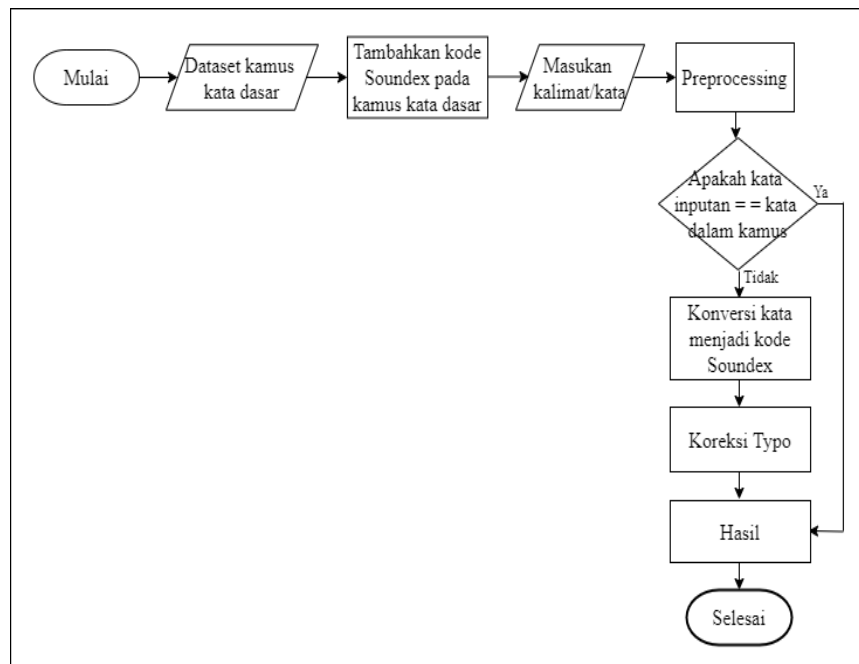 Mulai
Dataset kamus
kata dasar
Tambahkan kode
Soundex pada
kamus kata dasar
Masukan
kalimat/kata
Preprocessing
Apakah kata
inputan = = kata
dalam kamus
Ya
Tidak
Konversi kata
menjadi kode
Soundex
Koreksi Typo
Hasil
Selesai